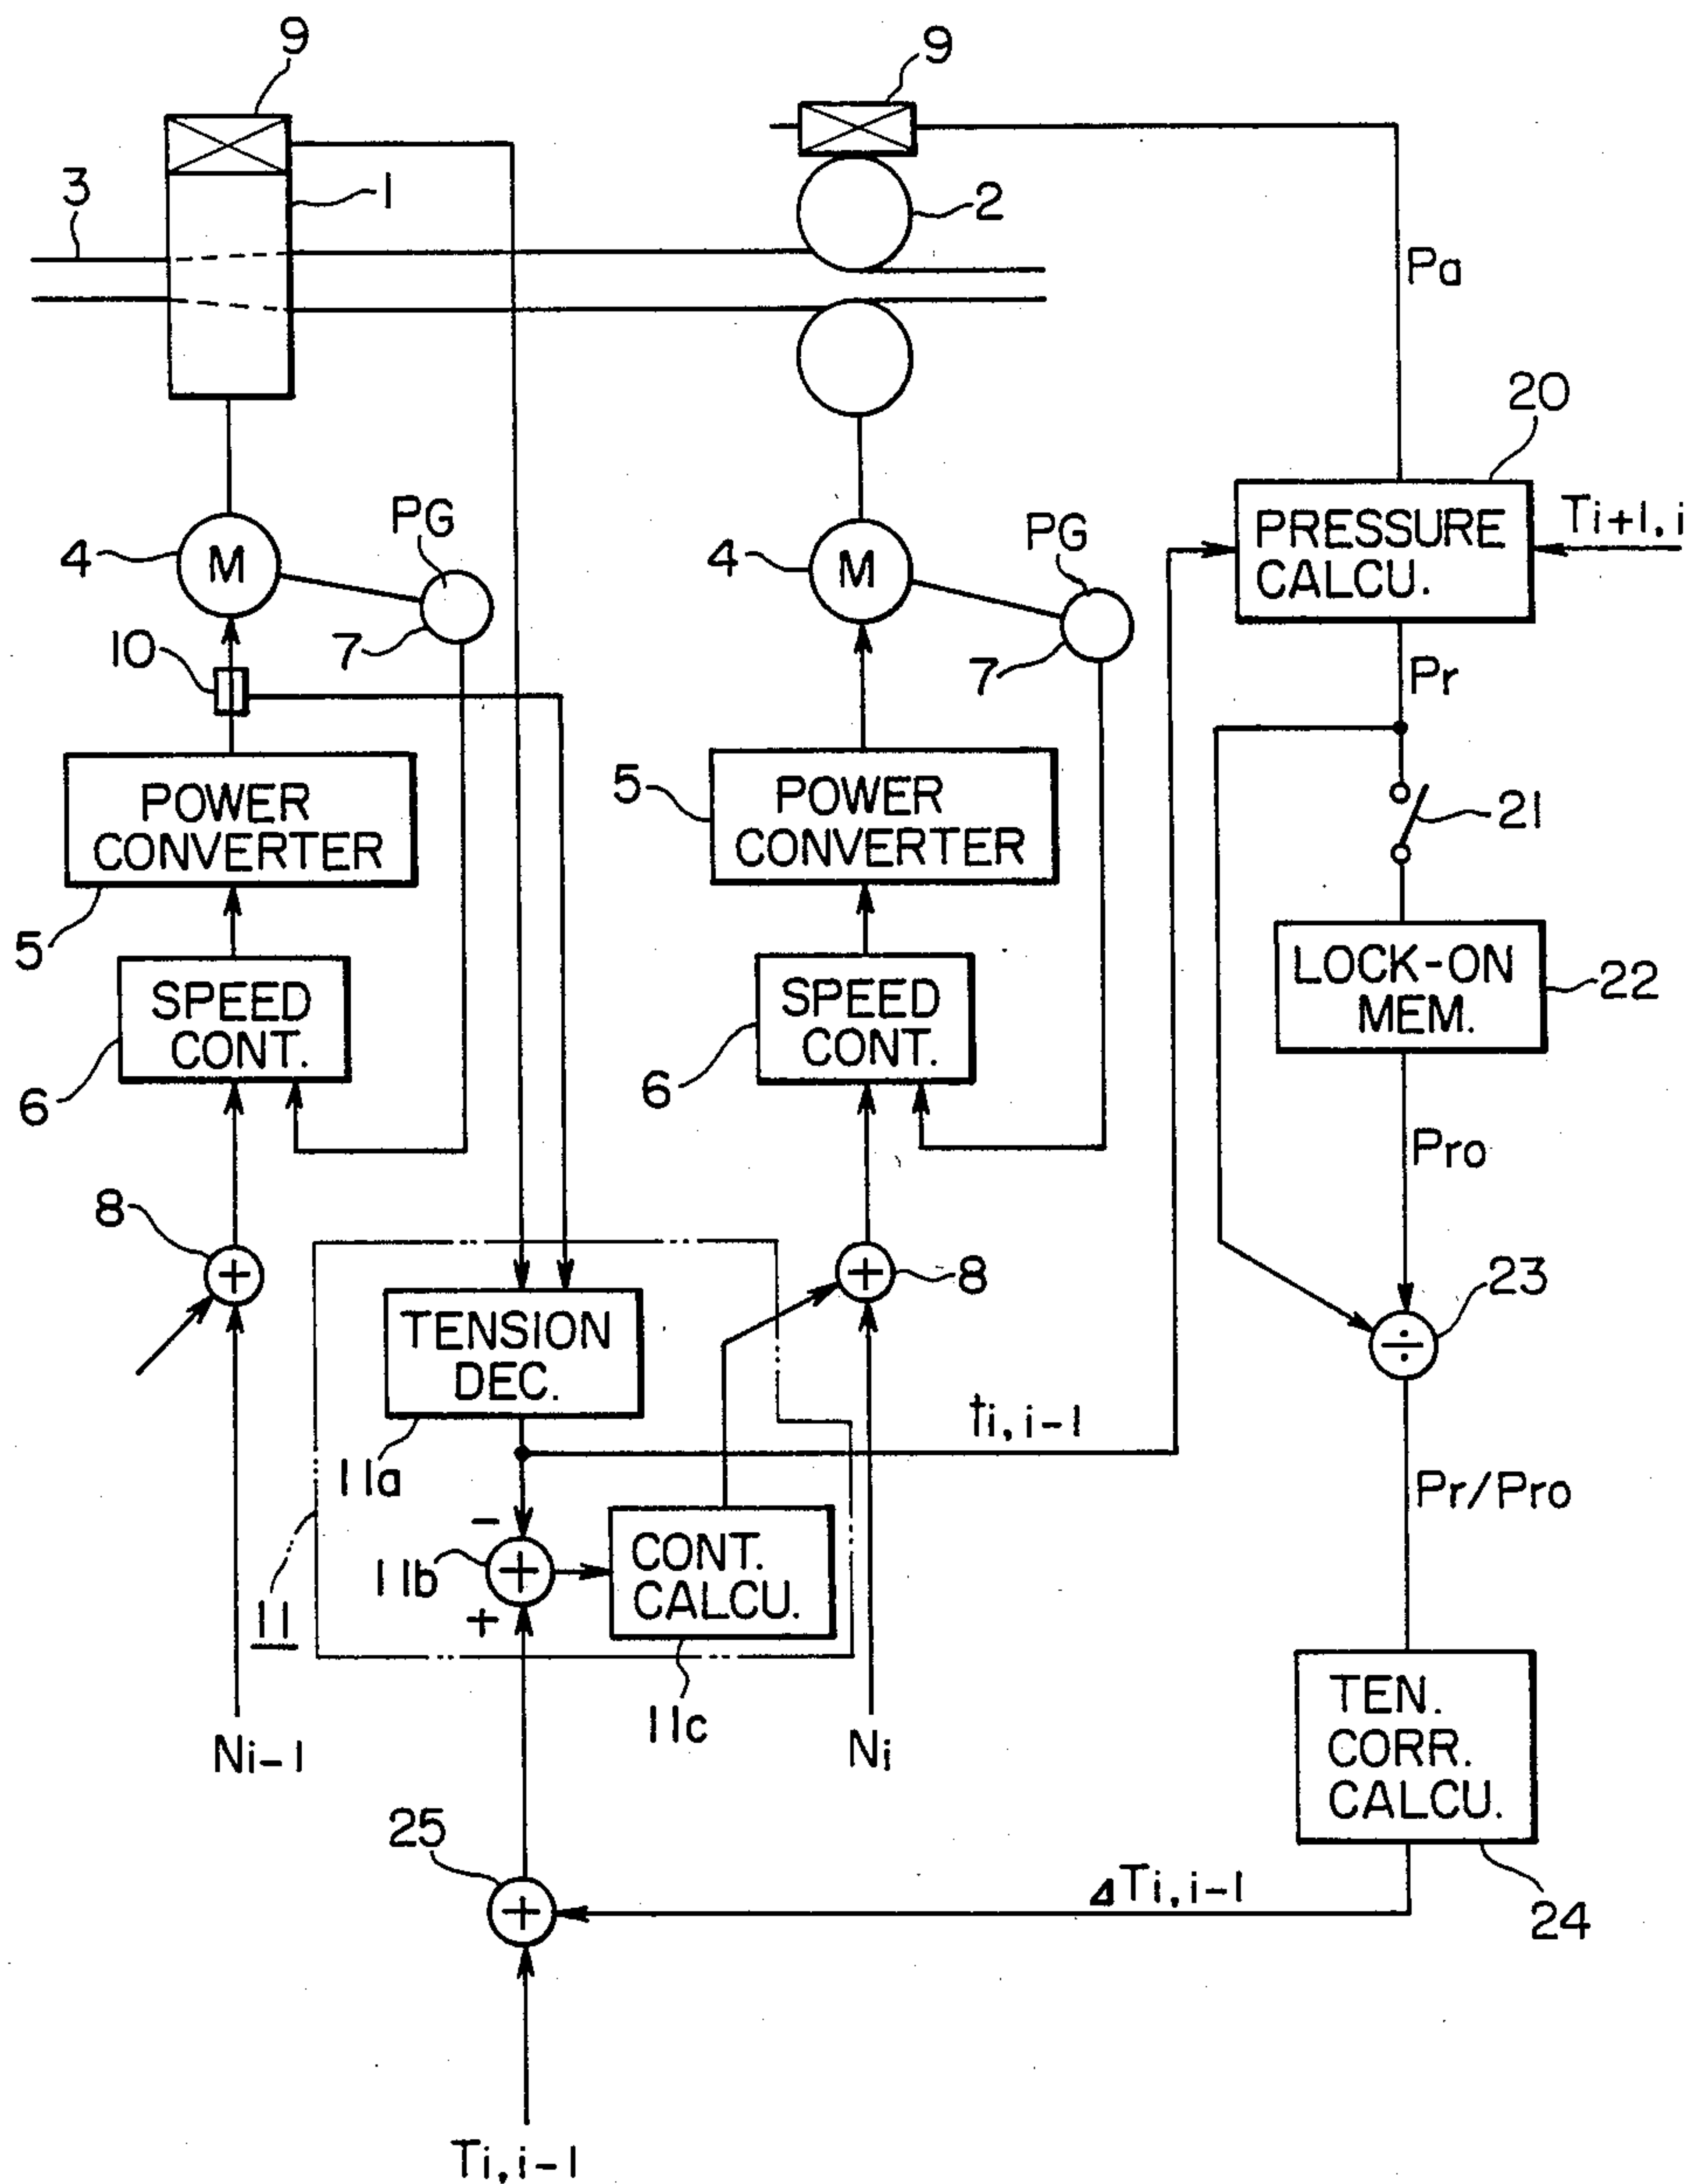 9
9
3
1
2
Pa
20
4
M
PG
4
M
PG
PRESSURE
CALCU.
Ti+1, i
7
7
10
Pr
5
POWER
CONVERTER
POWER
CONVERTER
21
5
SPEED
CONT.
SPEED
CONT.
LOCK-ON
MEM.
22
6
6
Pro
8
+
+
8
23
÷
TENSION
DEC.
ti, i-1
11a
Pr/Pro
-
11b
+
+
CONT.
CALCU.
11
11c
Ni-1
Ni
TEN.
CORR.
CALCU.
25
+
ΔTi, i-1
24
Ti, i-1